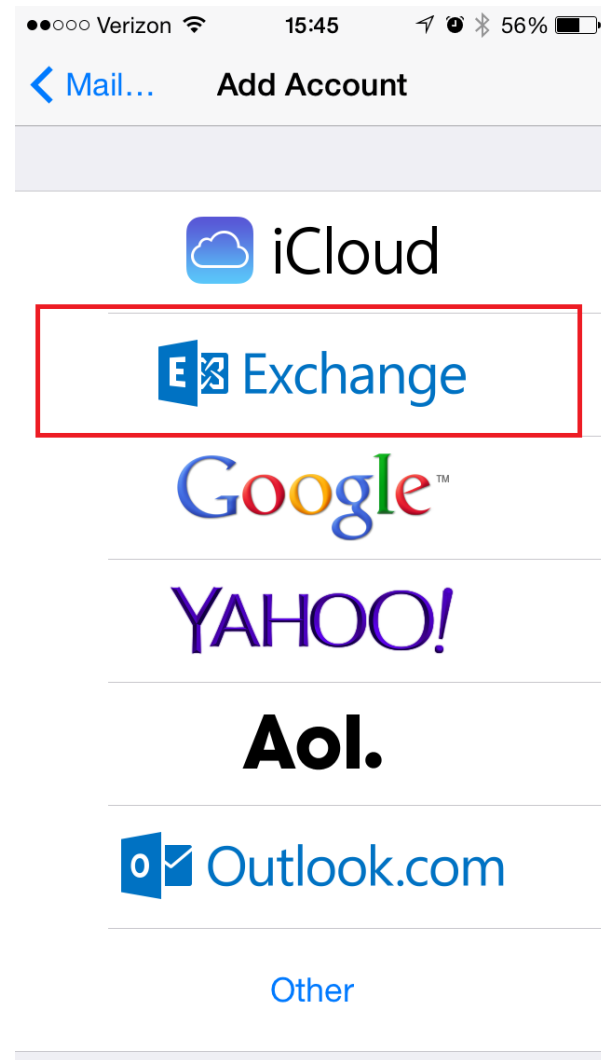 Verizon 15:45 56%
Mail... Add Account
iCloud
E Exchange
Google™
YAHOO!
Aol.
o Outlook.com
Other